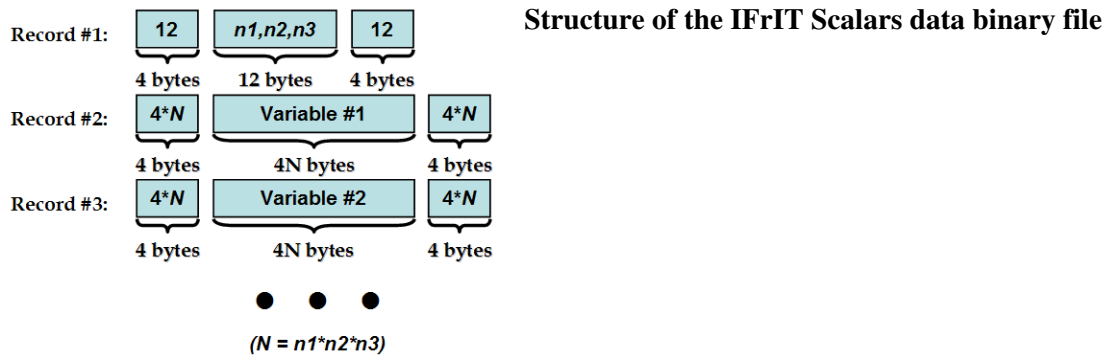 Structure of the IFrIT Scalars data binary file
Record #1: 12 n1,n2,n3 12
4 bytes 12 bytes 4 bytes
Record #2: 4*N Variable #1 4*N
4 bytes 4N bytes 4 bytes
Record #3: 4*N Variable #2 4*N
4 bytes 4N bytes 4 bytes
(N = n1*n2*n3)